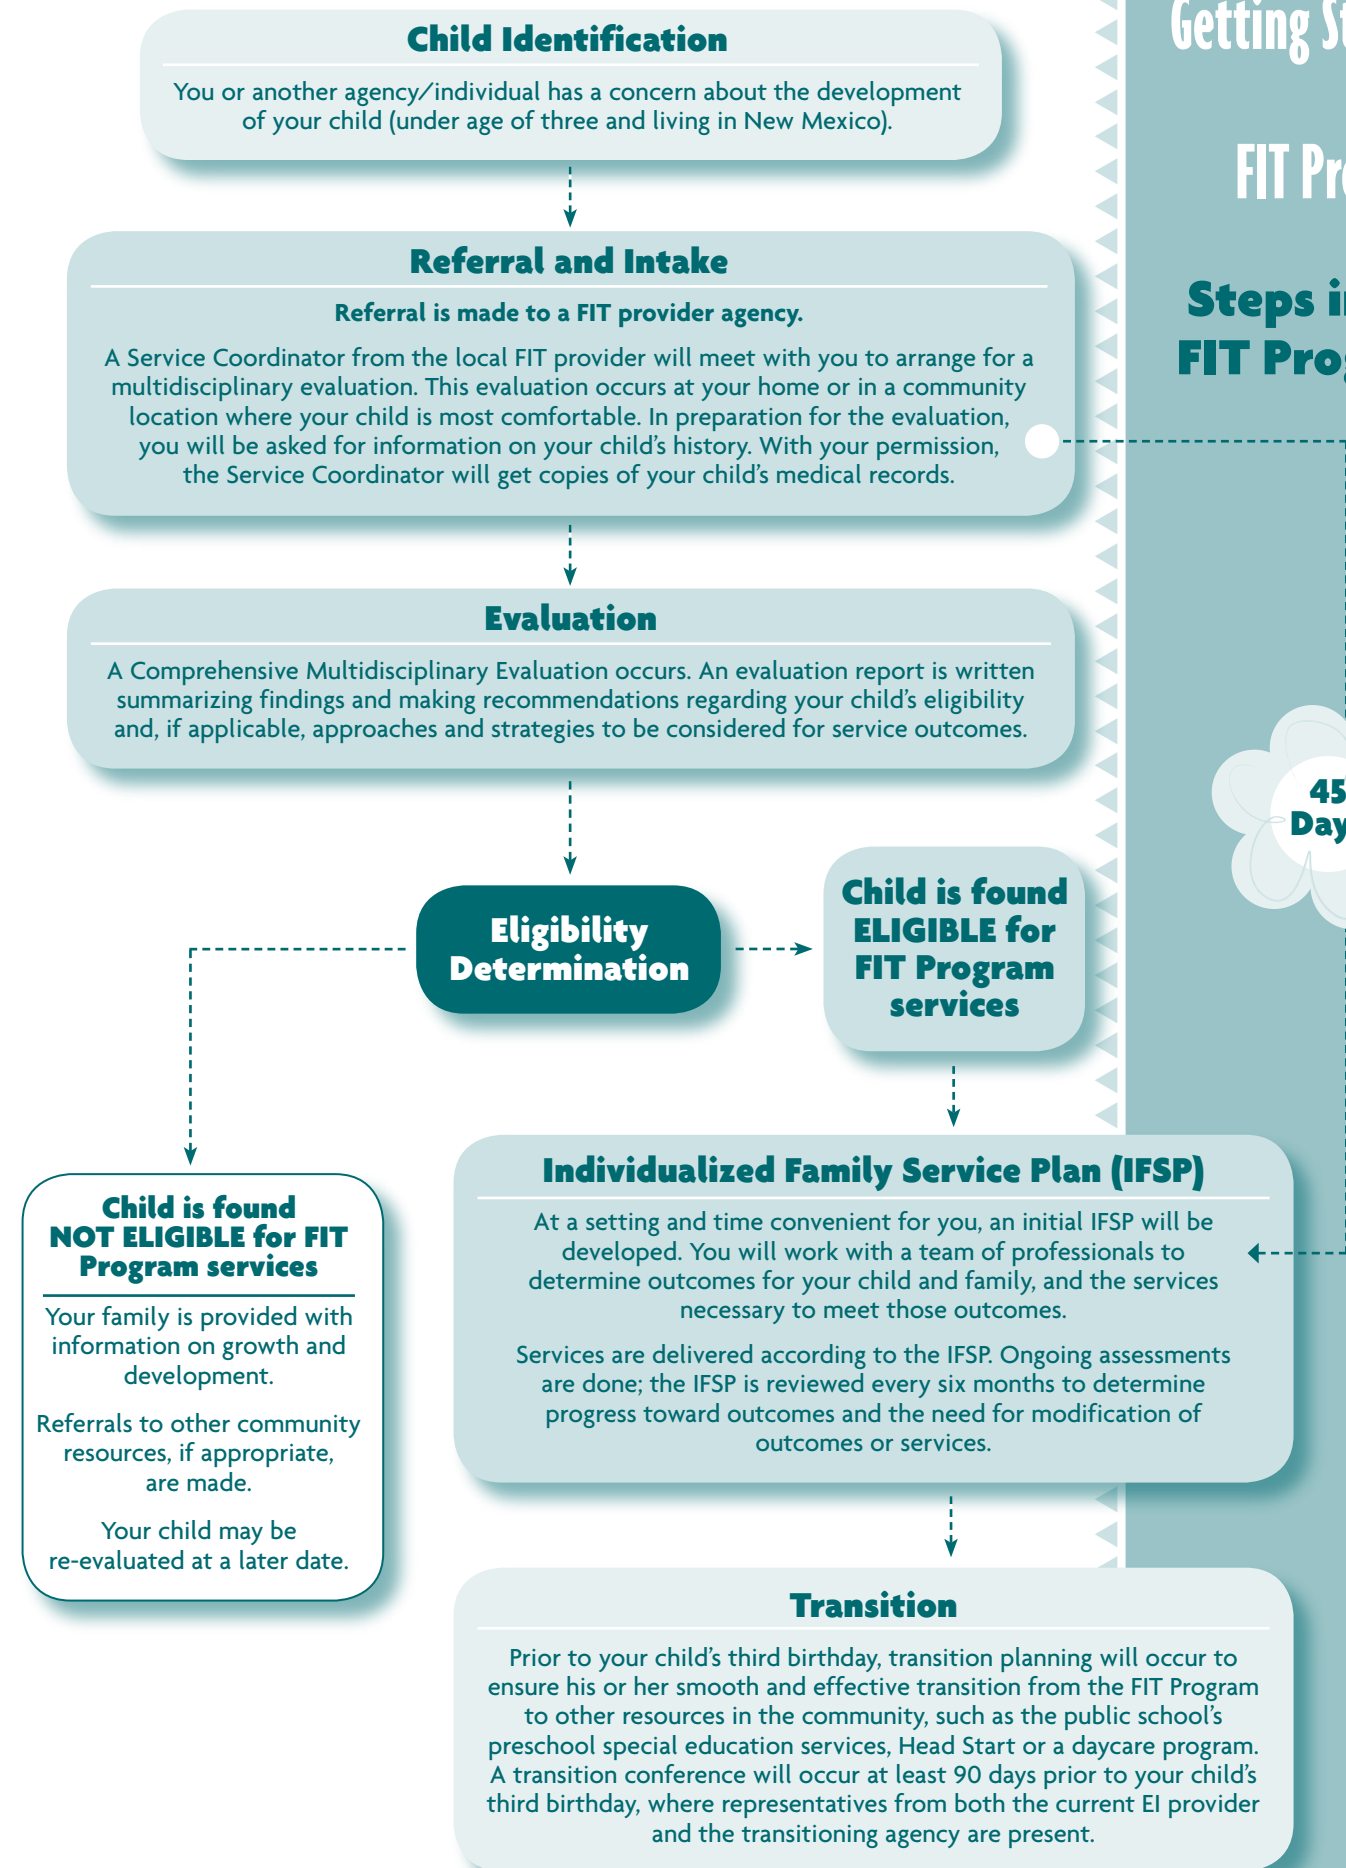 Child Identification
You or another agency/individual has a concern about the development
of your child (under age of three and living in New Mexico).
Referral and Intake
Referral is made to a FIT provider agency.
A Service Coordinator from the local FIT provider will meet with you to arrange for a
multidisciplinary evaluation. This evaluation occurs at your home or in a community
location where your child is most comfortable. In preparation for the evaluation,
you will be asked for information on your child's history. With your permission,
the Service Coordinator will get copies of your child's medical records.
Evaluation
A Comprehensive Multidisciplinary Evaluation occurs. An evaluation report is written
summarizing findings and making recommendations regarding your child's eligibility
and, if applicable, approaches and strategies to be considered for service outcomes.
Eligibility
Determination
Child is found
ELIGIBLE for
FIT Program
services
Child is found
NOT ELIGIBLE for FIT
Program services
Your family is provided with
information on growth and
development.
Referrals to other community
resources, if appropriate,
are made.
Your child may be
re-evaluated at a later date.
Individualized Family Service Plan (IFSP)
At a setting and time convenient for you, an initial IFSP will be
developed. You will work with a team of professionals to
determine outcomes for your child and family, and the services
necessary to meet those outcomes.
Services are delivered according to the IFSP. Ongoing assessments
are done; the IFSP is reviewed every six months to determine
progress toward outcomes and the need for modification of
outcomes or services.
Transition
Prior to your child's third birthday, transition planning will occur to
ensure his or her smooth and effective transition from the FIT Program
to other resources in the community, such as the public school's
preschool special education services, Head Start or a daycare program.
A transition conference will occur at least 90 days prior to your child's
third birthday, where representatives from both the current EI provider
and the transitioning agency are present.
Getting
FIT
Steps
FIT
45